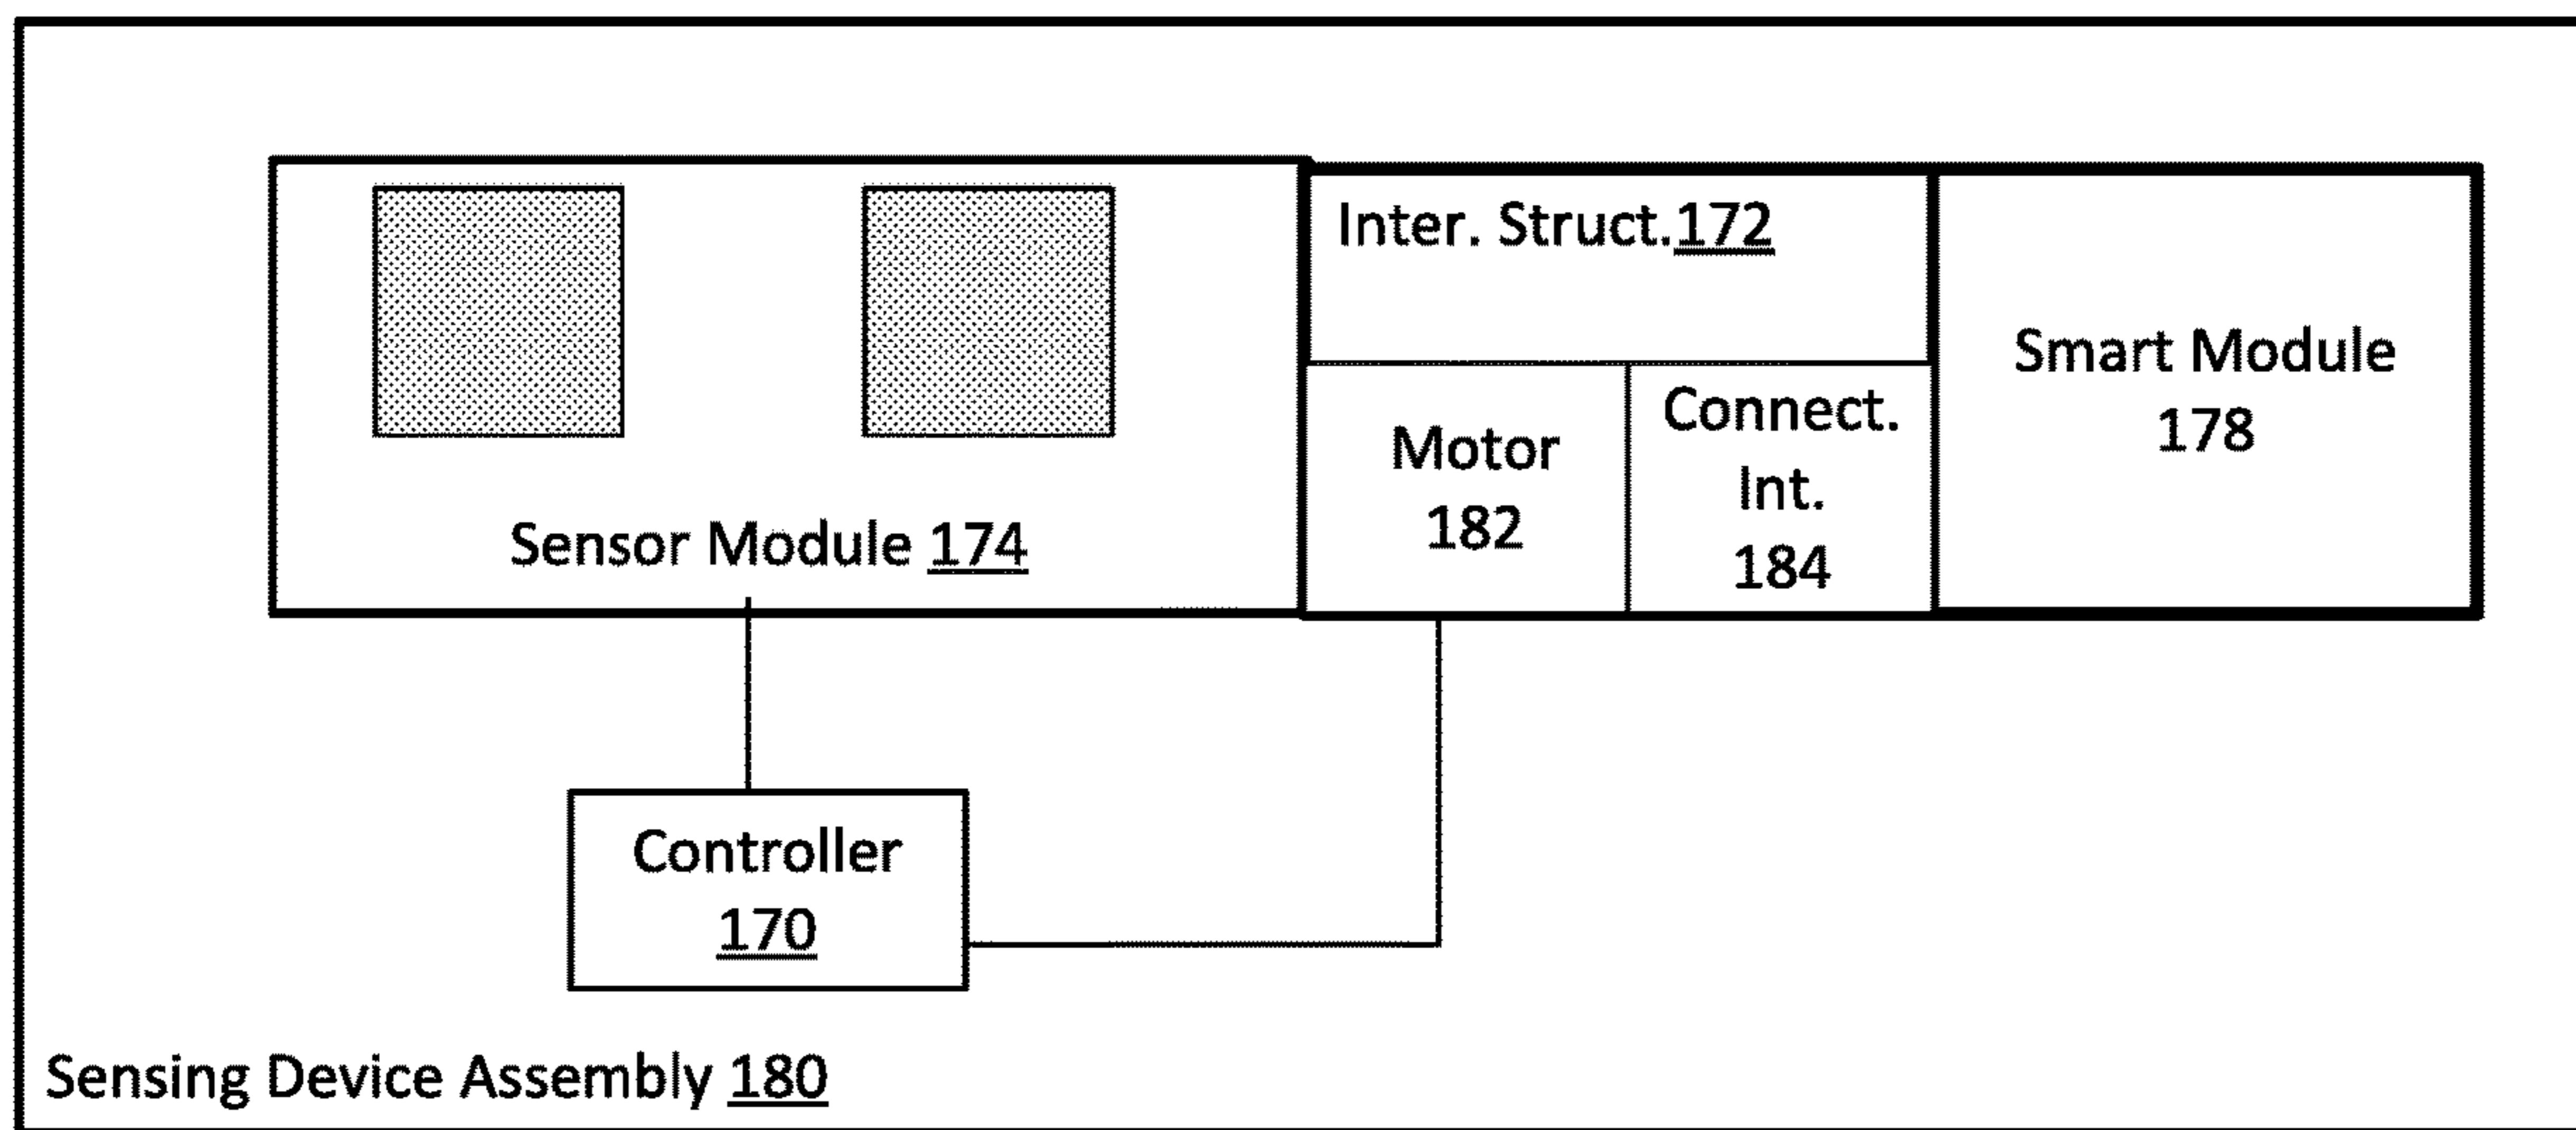 Inter. Struct.172
Smart Module
178
Connect.
Int.
184
Motor
182
Sensor Module 174
Controller
170
Sensing Device Assembly 180